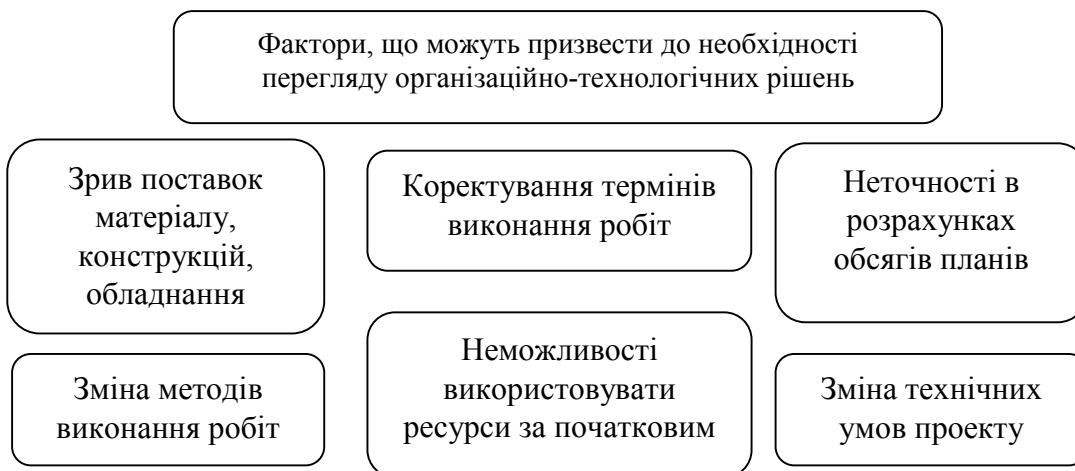 Фактори, що можуть призвести до необхідності
перегляду організаційно-технологічних рішень
Зрив поставок
матеріалу,
конструкцій,
обладнання
Коректування термінів
виконання робіт
Неточності в
розрахунках
обсягів планів
Зміна методів
виконання робіт
Неможливості
використовувати
ресурси за початковим
Зміна технічних
умов проекту